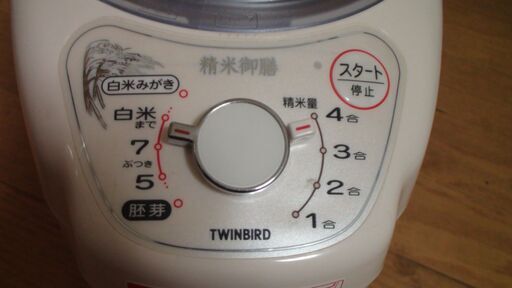 精米御膳
スタート
停止
白米みがき
白米
まで
7
ぶつき
5
胚芽
精米量
4合
3合
2合
1合
TWINBIRD